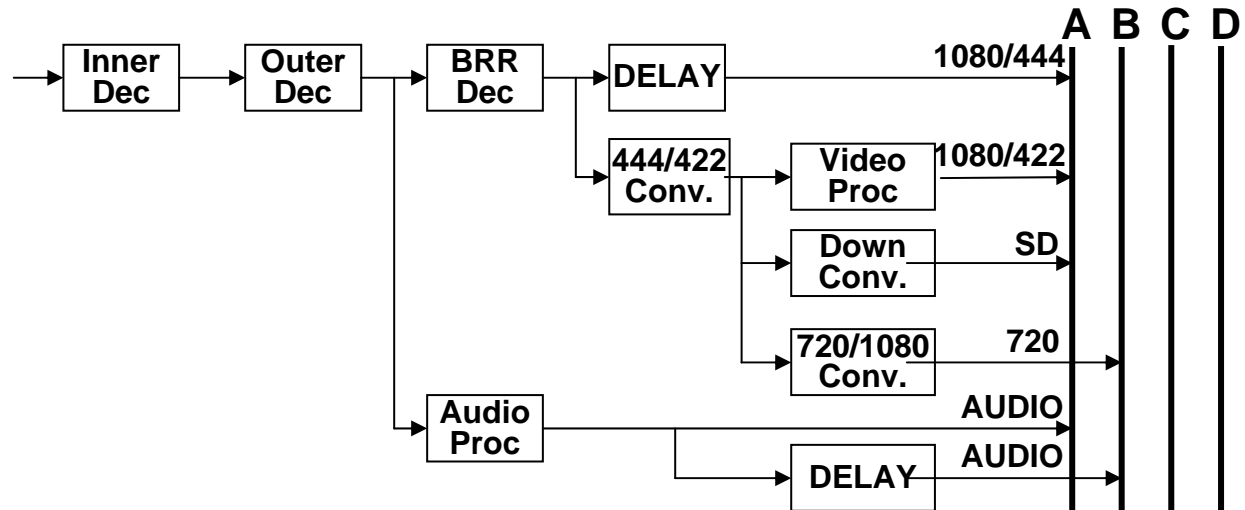 A B C D
Inner
Dec
Outer
Dec
BRR
Dec
DELAY
1080/444
444/422
Conv.
Video
Proc
1080/422
Down
Conv.
SD
720/1080
Conv.
720
Audio
Proc
AUDIO
DELAY
AUDIO